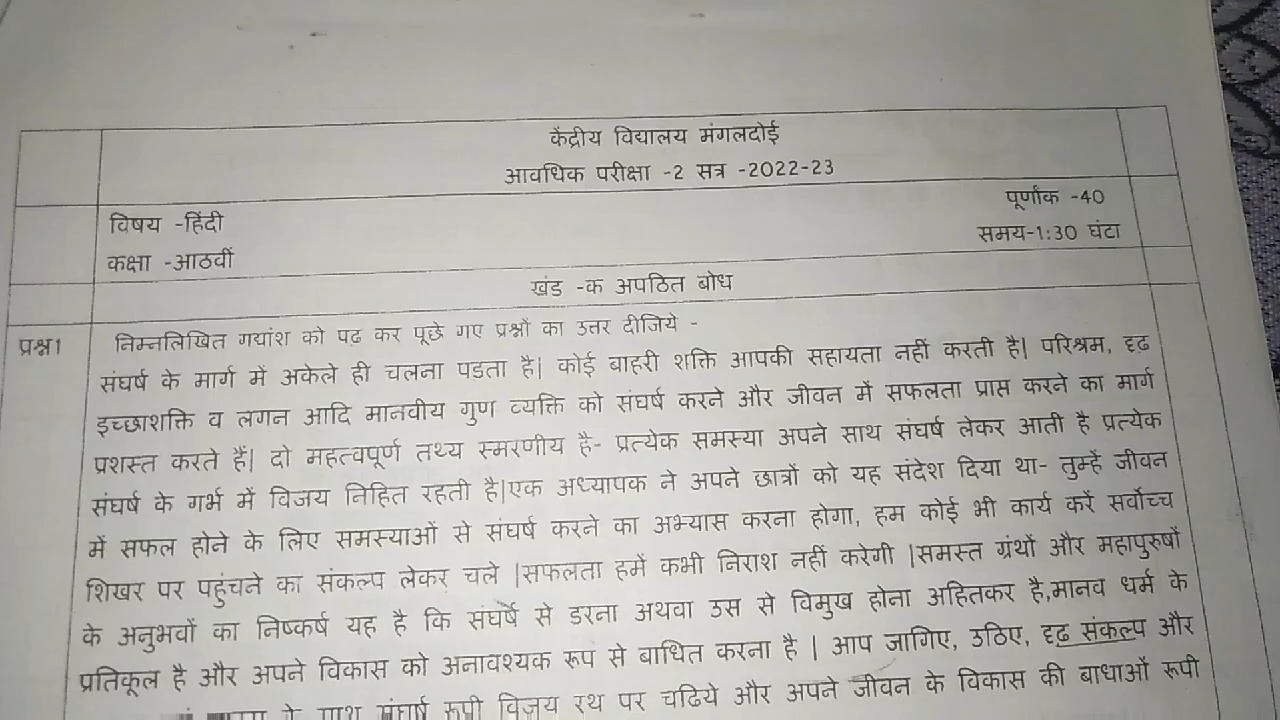 केंद्रीय विद्यालय मंगलदोई
आवधिक परीक्षा -2 सत्र -2022-23
विषय -हिंदी
पूर्णांक -40
कक्षा -आठवीं
समय-1:30 घंटा
खंड -क अपठित बोध
प्रश्न1 निम्नलिखित गद्यांश को पढ़ कर पूछे गए प्रश्नों का उत्तर दीजिये -
संघर्ष के मार्ग में अकेले ही चलना पडता है| कोई बाहरी शक्ति आपकी सहायता नहीं करती है| परिश्रम, दृढ़
इच्छाशक्ति व लगन आदि मानवीय गुण व्यक्ति को संघर्ष करने और जीवन में सफलता प्राप्त करने का मार्ग
प्रशस्त करते हैं| दो महत्वपूर्ण तथ्य स्मरणीय है- प्रत्येक समस्या अपने साथ संघर्ष लेकर आती है प्रत्येक
संघर्ष के गर्भ में विजय निहित रहती है|एक अध्यापक ने अपने छात्रों को यह संदेश दिया था- तुम्हें जीवन
में सफल होने के लिए समस्याओं से संघर्ष करने का अभ्यास करना होगा, हम कोई भी कार्य करें सर्वोच्च
शिखर पर पहुंचने का संकल्प लेकर चले |सफलता हमें कभी निराश नहीं करेगी |समस्त ग्रंथों और महापुरुषों
के अनुभवों का निष्कर्ष यह है कि संघर्ष से डरना अथवा उस से विमुख होना अहितकर है,मानव धर्म के
प्रतिकूल है और अपने विकास को अनावश्यक रूप से बाधित करना है | आप जागिए, उठिए, दृढ़ संकल्प और
संघर्ष रूपी विजय रथ पर चढिये और अपने जीवन के विकास की बाधाओं रूपी